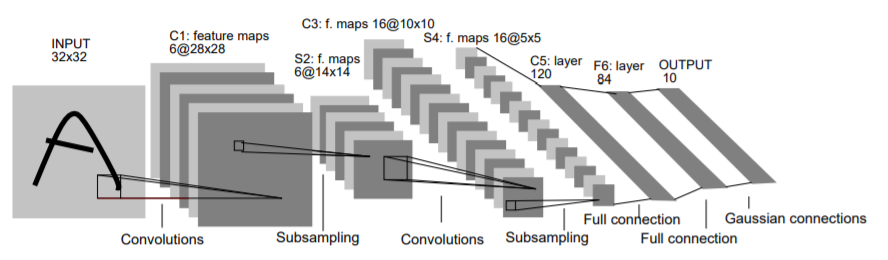 INPUT
32x32
C1: feature maps
6@28x28
S2: f. maps
6@14x14
C3: f. maps 16@10x10
S4: f. maps 16@5x5
C5: layer
120
F6: layer
84
OUTPUT
10
Convolutions
Subsampling
Convolutions
Subsampling
Full connection
Full connection
Gaussian connections